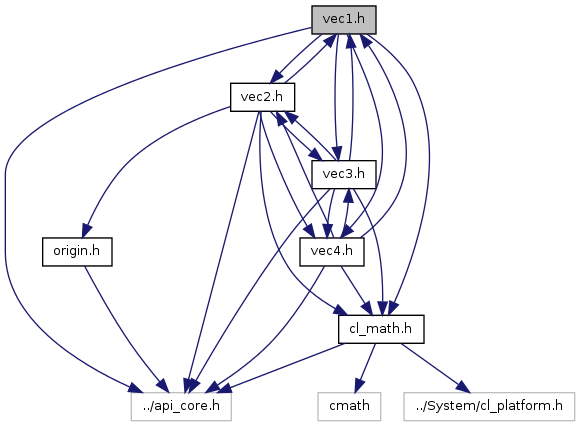 vec1.h
vec2.h
vec3.h
origin.h
vec4.h
cl_math.h
../api_core.h
cmath
../System/cl_platform.h